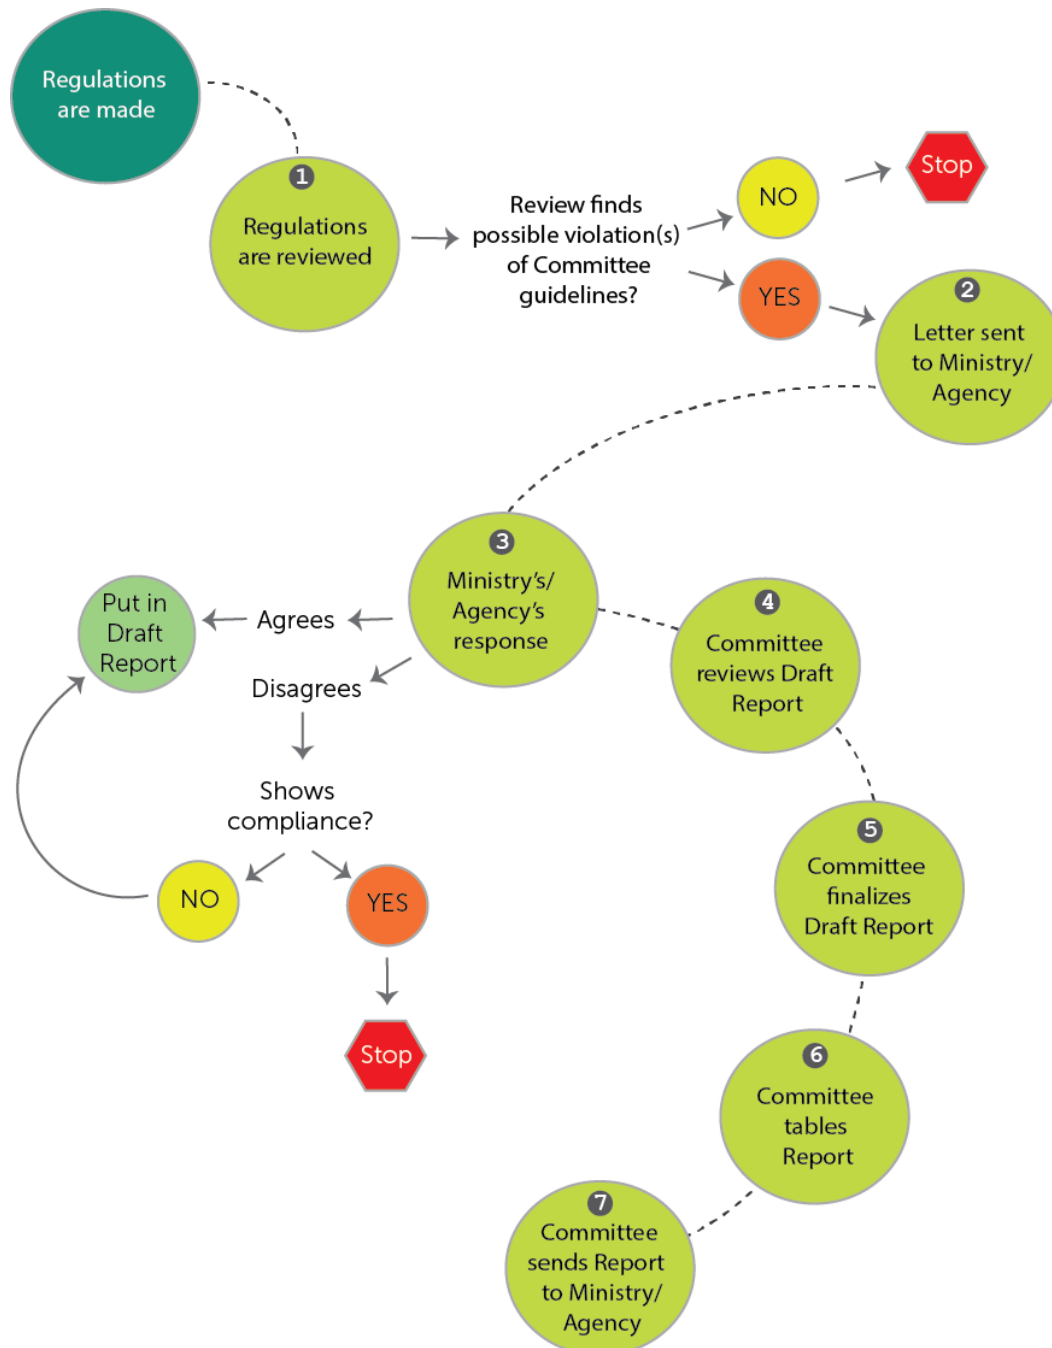 Regulations
are made
1
Regulations
are reviewed
Review finds
possible violation(s)
of Committee
guidelines?
NO
Stop
YES
2
Letter sent
to Ministry/
Agency
3
Ministry’s/
Agency’s
response
Agrees
Put in
Draft
Report
Disagrees
Shows
compliance?
NO
YES
Stop
4
Committee
reviews Draft
Report
5
Committee
finalizes
Draft Report
6
Committee
tables
Report
7
Committee
sends Report
to Ministry/
Agency